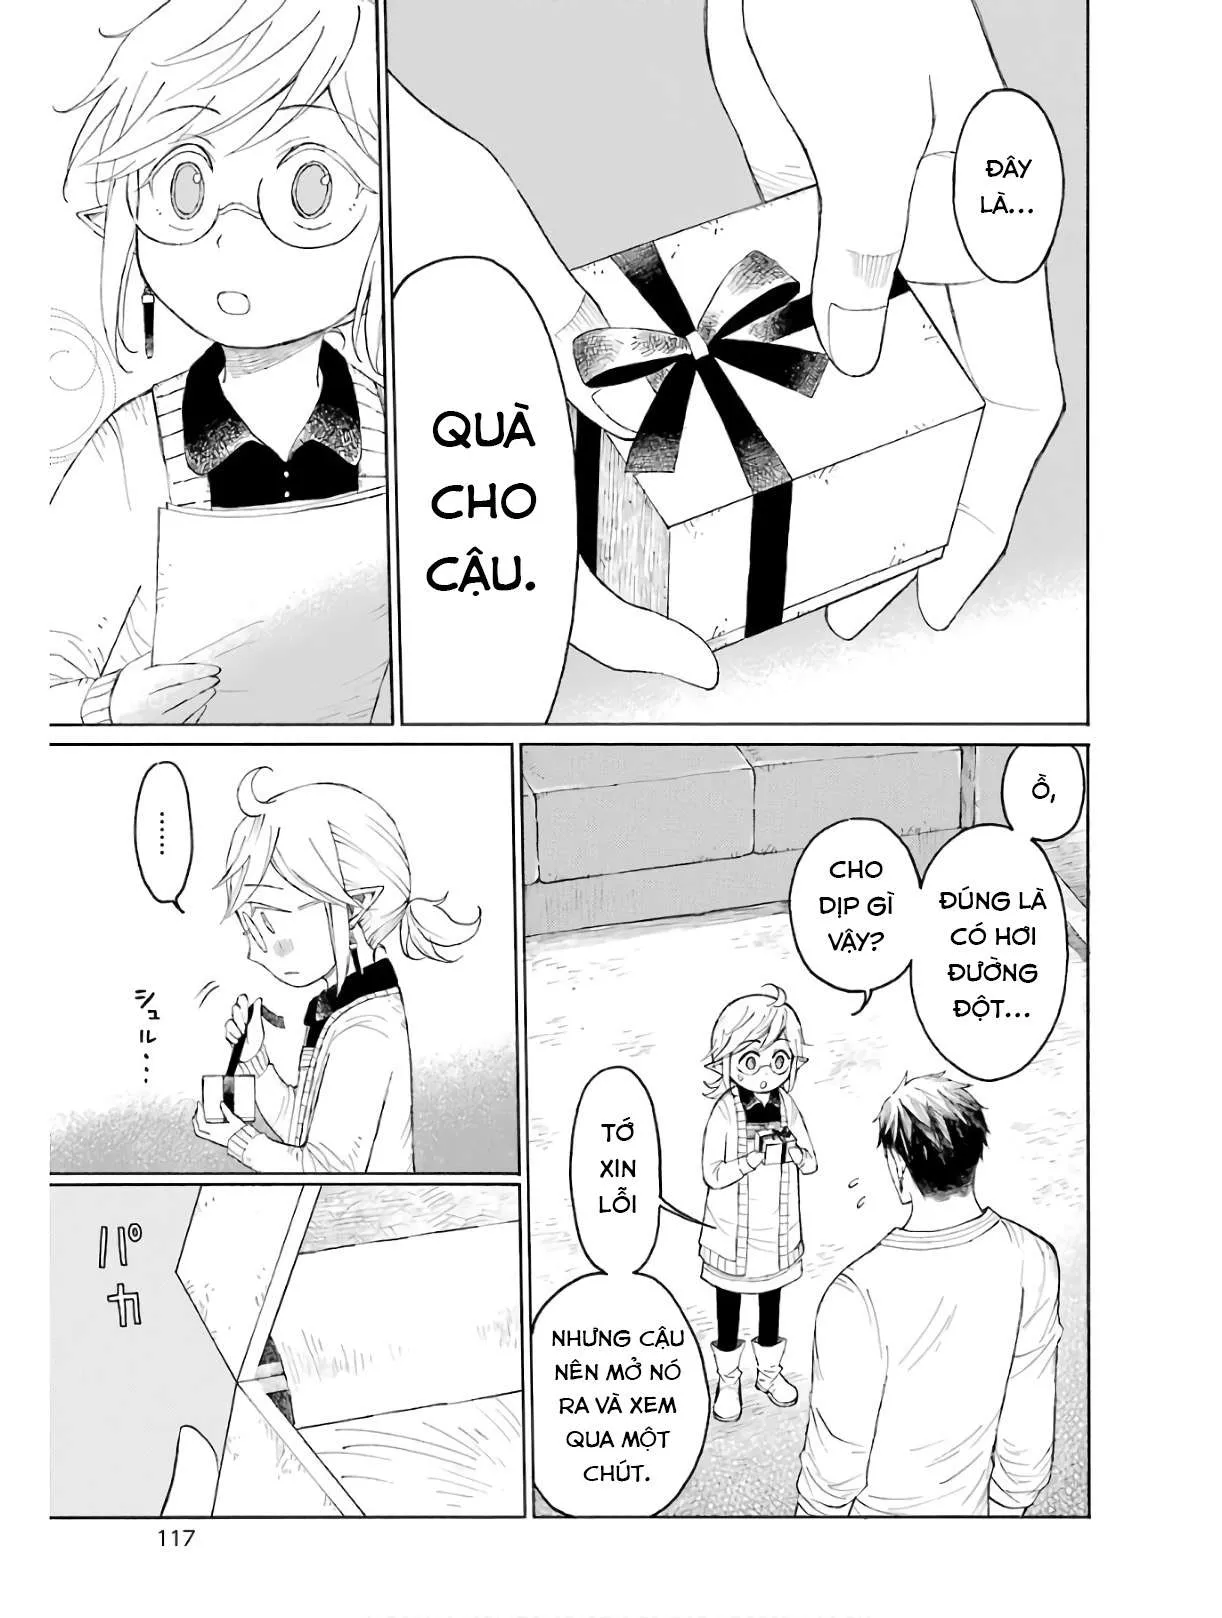 ĐÂY
LÀ...
QUÀ
CHO
CẬU.
Ồ,
ĐÚNG LÀ
CÓ HƠI
ĐƯỜNG
ĐỘT...
CHO
DỊP GÌ
VẬY?
TỚ
XIN
LỖI
NHƯNG CẬU
NÊN MỞ NÓ
RA VÀ XEM
QUA MỘT
CHÚT.
.........
シュル・・・・
パカ
117